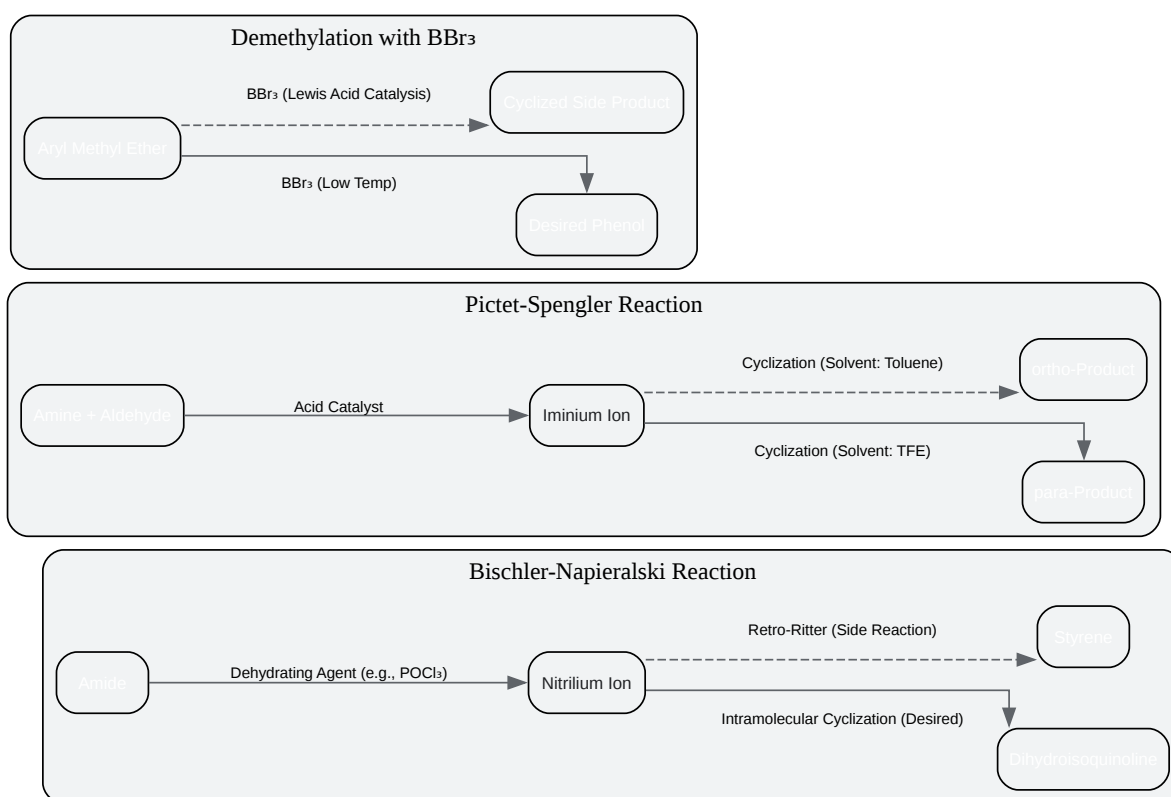 Demethylation with BBr₃
BBr₃ (Lewis Acid Catalysis)
Cyclized Side Product
Aryl Methyl Ether
BBr₃ (Low Temp)
Desired Phenol
Pictet-Spengler Reaction
Cyclization (Solvent: Toluene)
ortho-Product
Amine + Aldehyde
Acid Catalyst
Iminium Ion
Cyclization (Solvent: TFE)
para-Product
Bischler-Napieralski Reaction
Retro-Ritter (Side Reaction)
Styrene
Amide
Dehydrating Agent (e.g., POCl₃)
Nitrilium Ion
Intramolecular Cyclization (Desired)
Dihydroisoquinoline